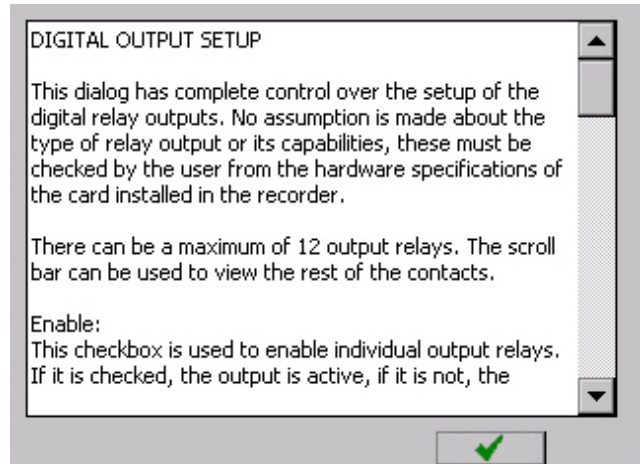 DIGITAL OUTPUT SETUP
This dialog has complete control over the setup of the
digital relay outputs. No assumption is made about the
type of relay output or its capabilities, these must be
checked by the user from the hardware specifications of
the card installed in the recorder.
There can be a maximum of 12 output relays. The scroll
bar can be used to view the rest of the contacts.
Enable:
This checkbox is used to enable individual output relays.
If it is checked, the output is active, if it is not, the